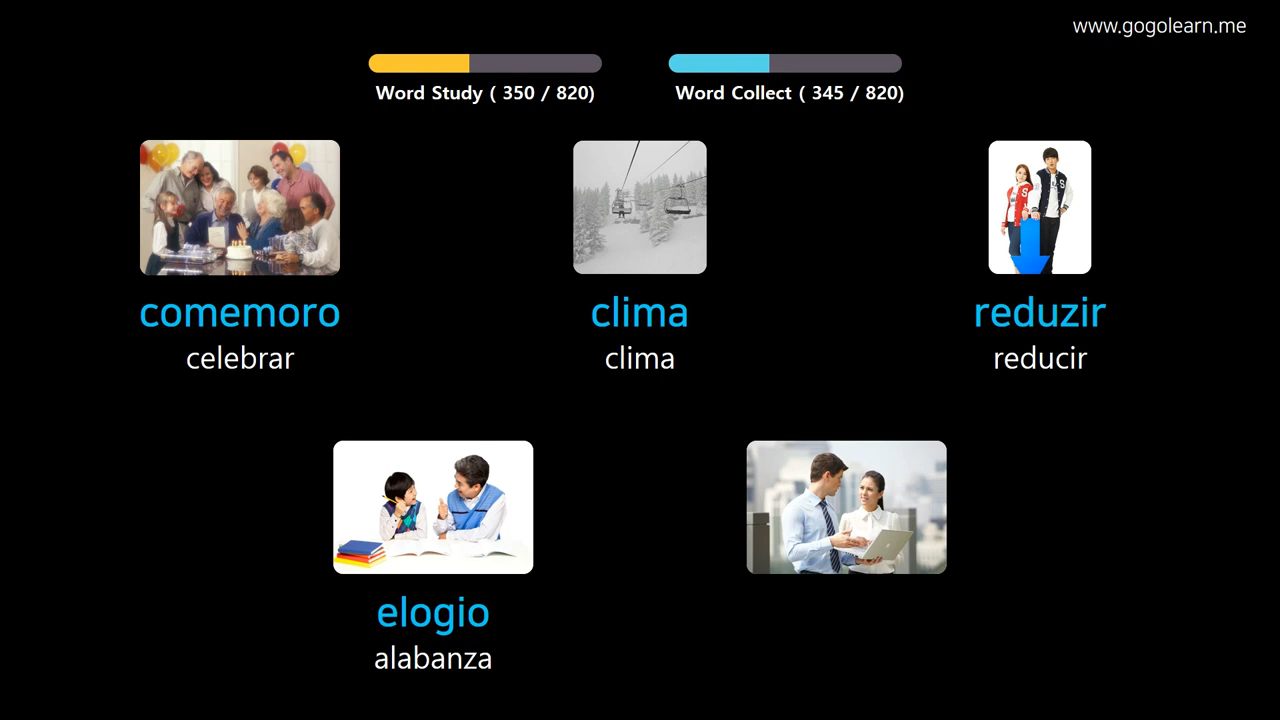 www.gogolearn.me
Word Study ( 350 / 820)
Word Collect ( 345 / 820)
comemoro
celebrar
clima
clima
reduzir
reducir
elogio
alabanza